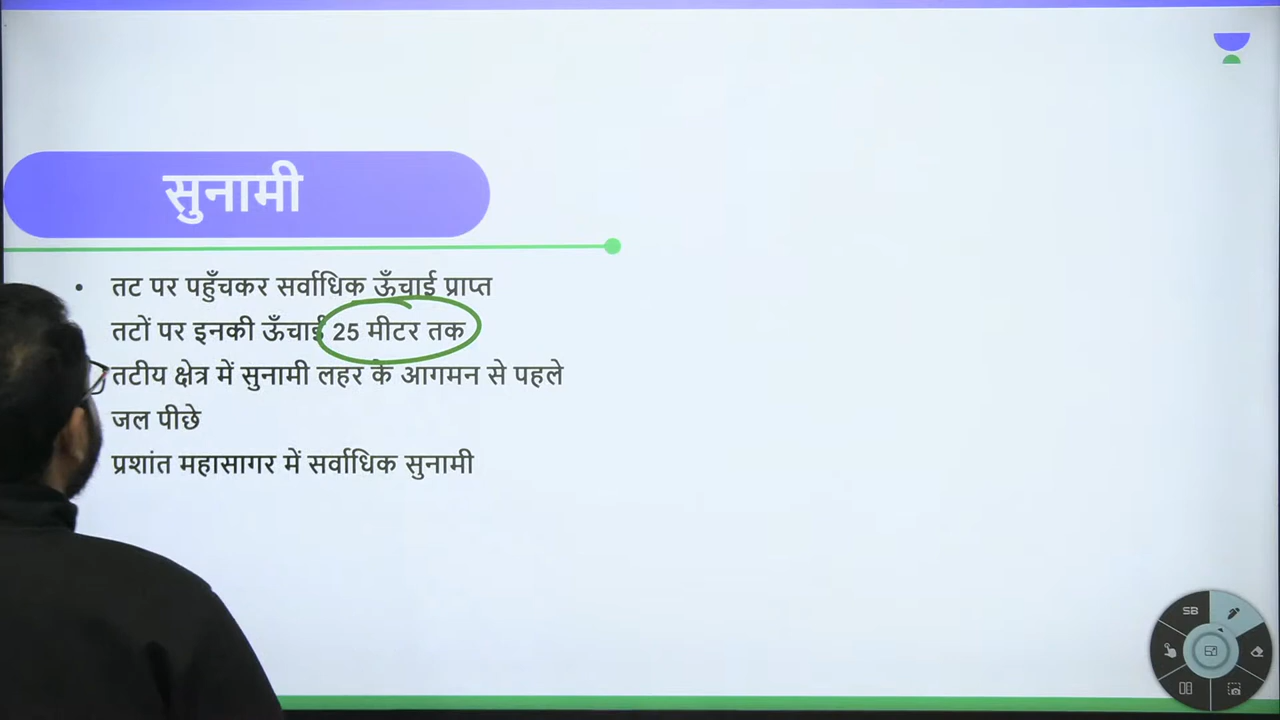 सुनामी
• तट पर पहुँचकर सर्वाधिक ऊँचाई प्राप्त
तटों पर इनकी ऊँचाई 25 मीटर तक
तटीय क्षेत्र में सुनामी लहर के आगमन से पहले
जल पीछे
प्रशांत महासागर में सर्वाधिक सुनामी
SB